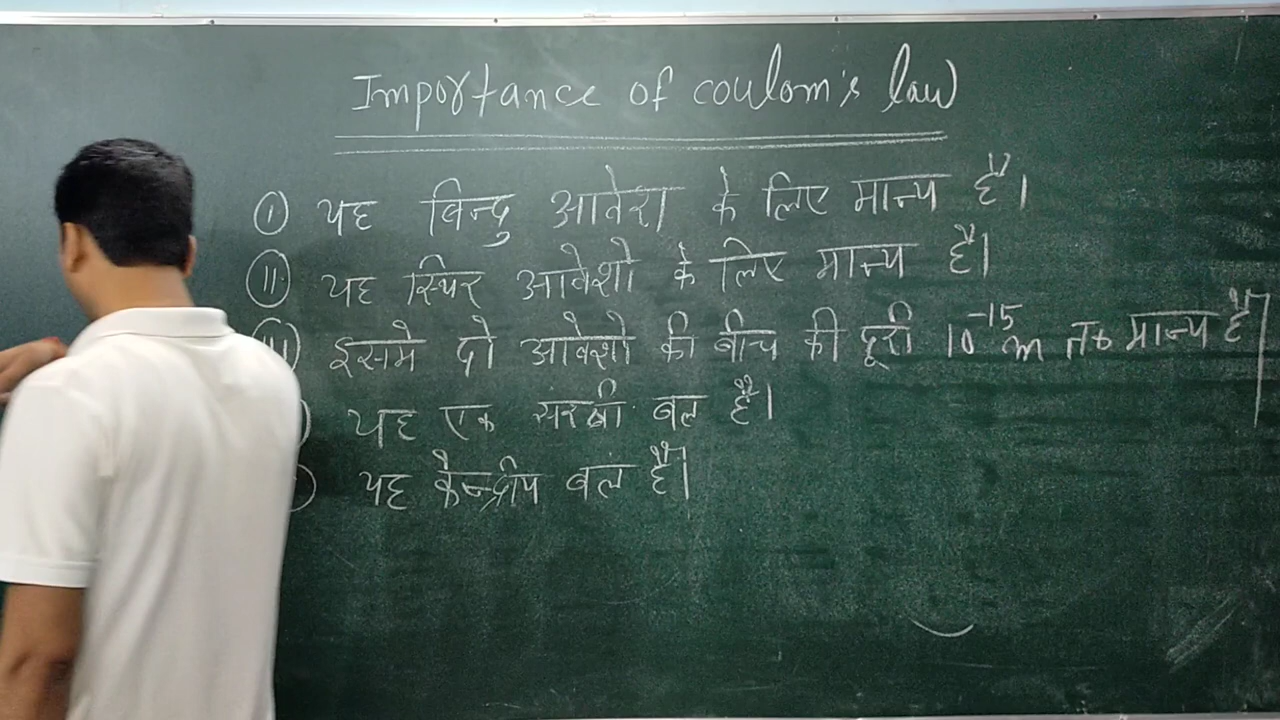 Importance of coulom's law
(I) यह विन्दु आवेश के लिए मान्य है।
(II) यह स्थिर आवेशो के लिए मान्य है।
इसमे दो आवेशो की बीच की दूरी 10⁻¹⁵ m तक मान्य है।
यह एक संरक्षी बल है।
यह कैन्द्रीय बल है।